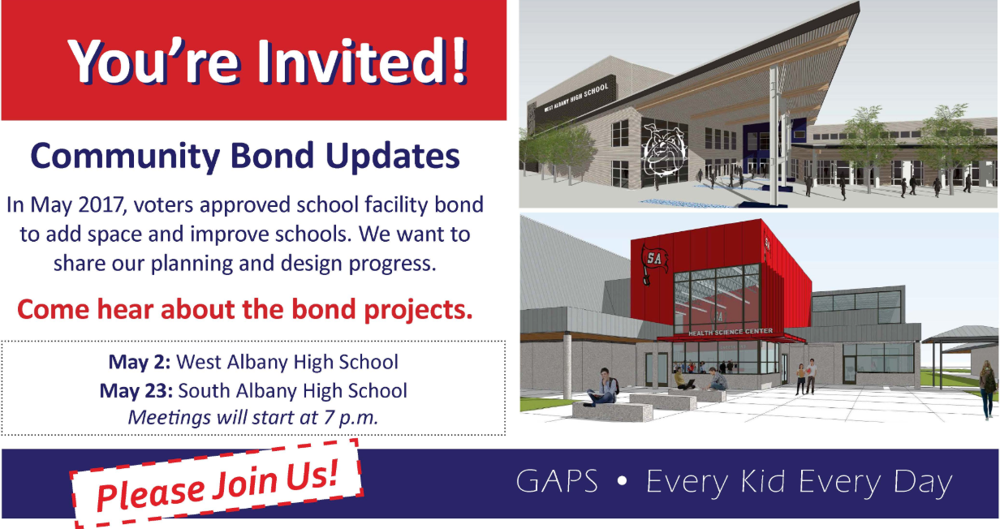 You're Invited!
Community Bond Updates
In May 2017, voters approved school facility bond
to add space and improve schools. We want to
share our planning and design progress.
Come hear about the bond projects.
May 2: West Albany High School
May 23: South Albany High School
Meetings will start at 7 p.m.
Please Join Us!
GAPS • Every Kid Every Day
WEST ALBANY HIGH SCHOOL
SA
SA
SA
HEALTH SCIENCE CENTER